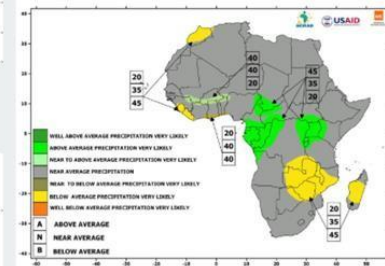 USAID
20
35
45
40
40
20
45
35
20
20
40
40
WELL ABOVE AVERAGE PRECIPITATION VERY LIKELY
ABOVE AVERAGE PRECIPITATION VERY LIKELY
NEAR TO ABOVE AVERAGE PRECIPITATION VERY LIKELY
NEAR AVERAGE PRECIPITATION
NEAR TO BELOW AVERAGE PRECIPITATION VERY LIKELY
BELOW AVERAGE PRECIPITATION VERY LIKELY
WELL BELOW AVERAGE PRECIPITATION VERY LIKELY
A ABOVE AVERAGE
N NEAR AVERAGE
B BELOW AVERAGE
20
35
45